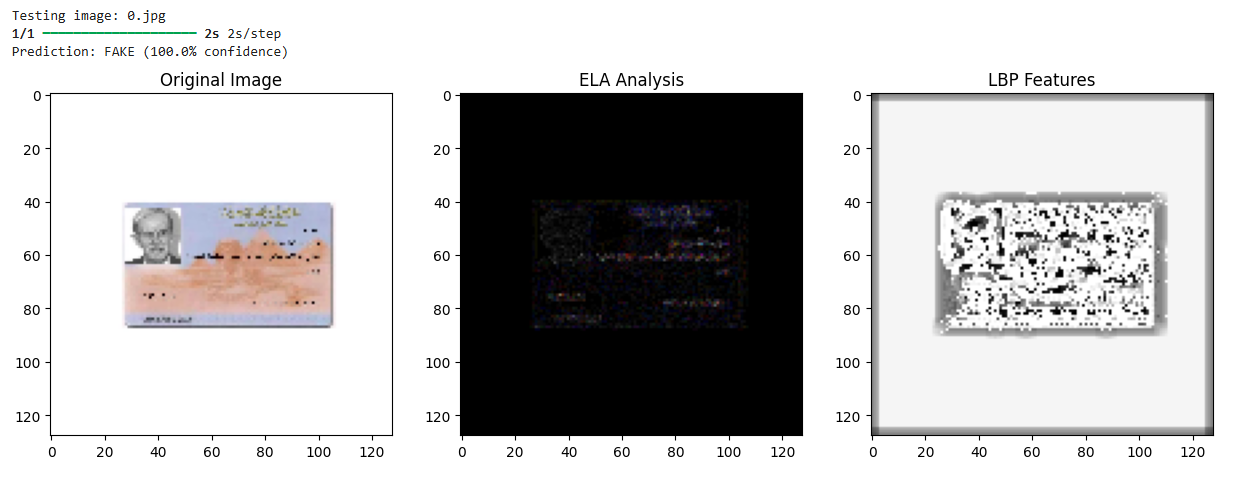 Testing image: 0.jpg
1/1 ━━━━━━━━━━━━━━━━━━━━ 2s 2s/step
Prediction: FAKE (100.0% confidence)
Original Image
0
20
40
60
80
100
120
0 20 40 60 80 100 120
ELA Analysis
0
20
40
60
80
100
120
0 20 40 60 80 100 120
LBP Features
0
20
40
60
80
100
120
0 20 40 60 80 100 120